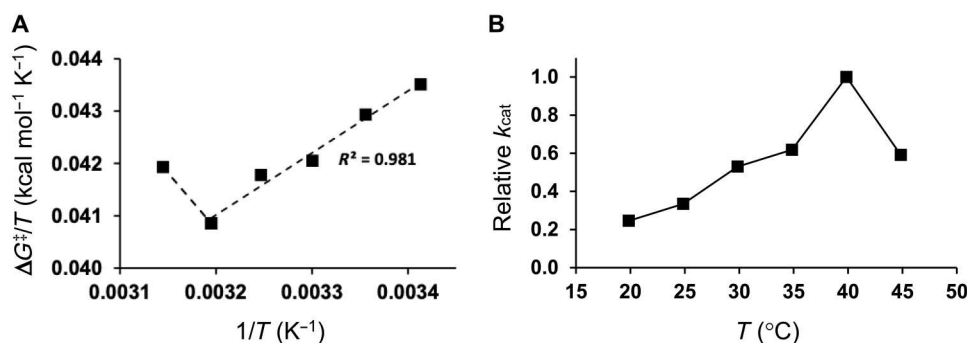 A
ΔG‡/T (kcal mol⁻¹ K⁻¹)
0.044
0.043
0.042
0.041
0.040
R² = 0.981
0.0031 0.0032 0.0033 0.0034
1/T (K⁻¹)
B
Relative kcat
1.0
0.8
0.6
0.4
0.2
0.0
15 20 25 30 35 40 45 50
T (°C)